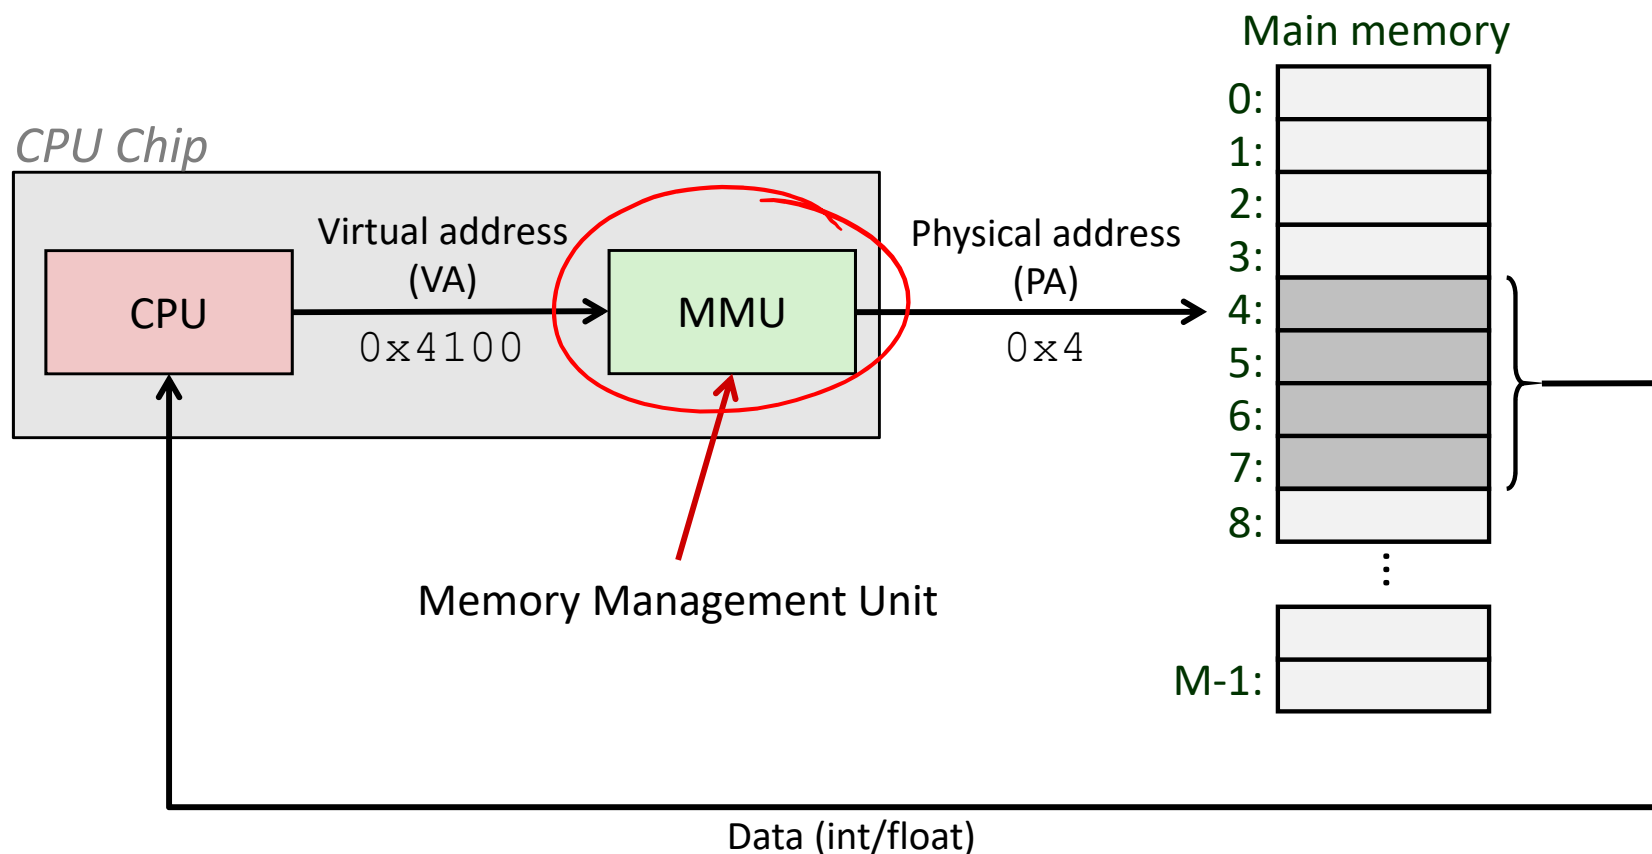 Main memory
CPU Chip
Virtual address
(VA)
0x4100
CPU
MMU
Physical address
(PA)
0x4
Memory Management Unit
0:
1:
2:
3:
4:
5:
6:
7:
8:
⋮
M-1:
Data (int/float)